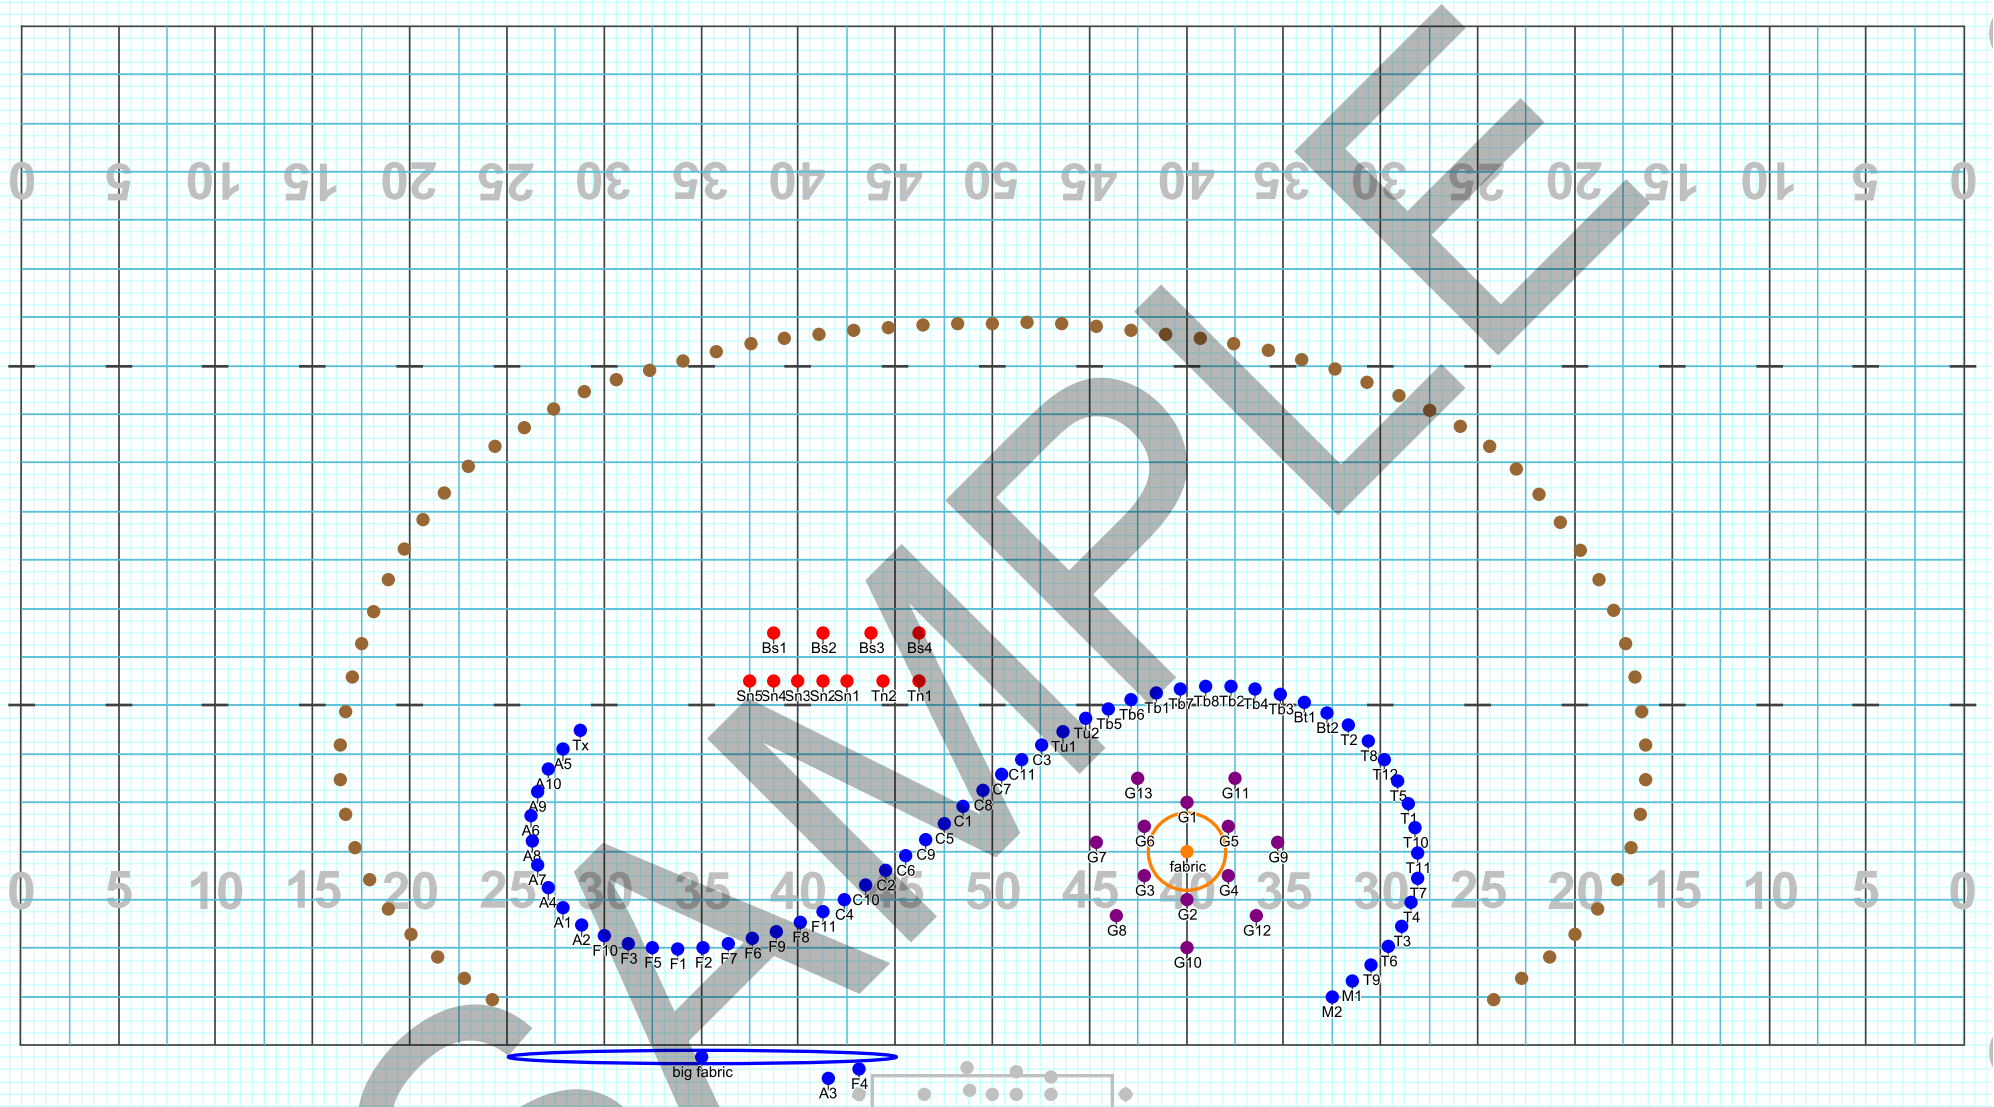 0 5 10 15 20 25 30 35 40 45 50 45 40 35 30 25 20 15 10 5 0
Bs1 Bs2 Bs3 Bs4
Sn5 Sn4 Sn3 Sn2 Sn1 Tn2 Tn1
Tb1 Tb7 Tb8 Tb2 Tb4 Tb3
Tb5 Tb6 Bt1 Bt2
Tx Tu1 Tu2 T2
A5 C3 T8
A10 C11 T12
A9 C7 G13 G11 T5
A6 C8 G1 T1
A8 C1 G6 G5 T10
A7 C5 G7 G9 T11
C9 fabric
A4 C6 G3 G4 T7
0 5 10 15 20 25 30 35 40 45 50 45 40 35 30 25 20 15 10 5 0
A1 C10 C2 G2 T4
A2 F11 C4 G8 G12 T3
F10 F3 F5 F1 F2 F7 F6 F9 F8 G10 T6
T9
M2 M1
big fabric
A3 F4
SAMPLE